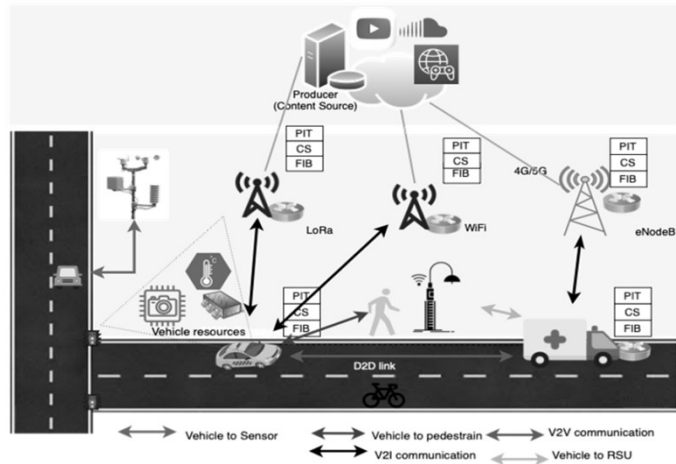 Producer
(Content Source)
PIT
CS
FIB
PIT
CS
FIB
PIT
CS
FIB
4G/5G
LoRa
WiFi
eNodeB
°C
Vehicle resources
PIT
CS
FIB
PIT
CS
FIB
D2D link
Vehicle to Sensor
Vehicle to pedestrain
V2V communication
V2I communication
Vehicle to RSU